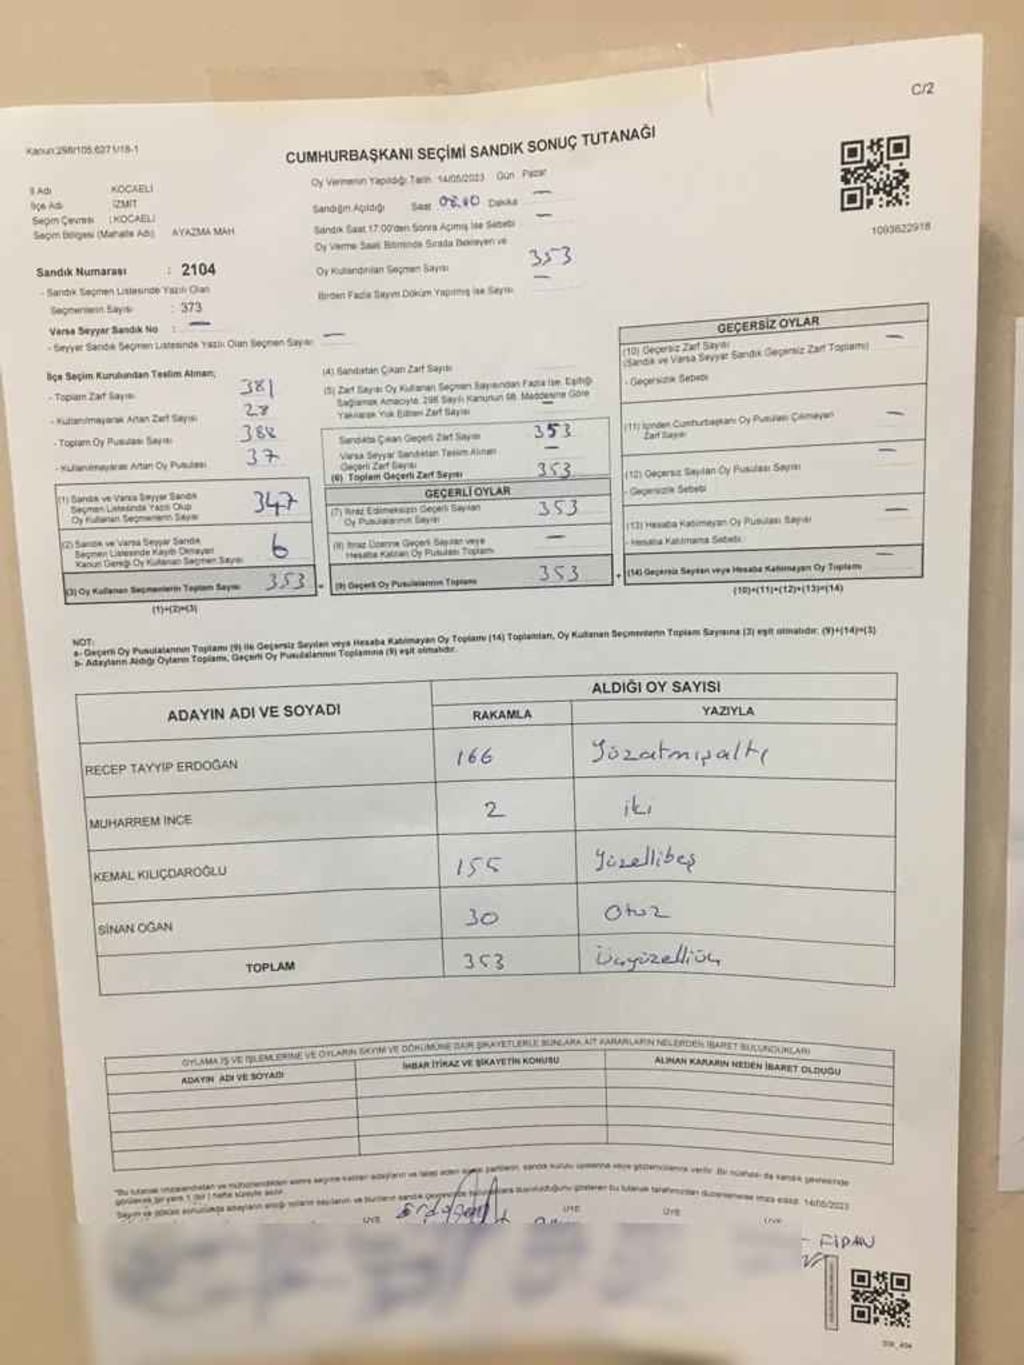 C/2
Kanun:298/105,6271/18-1
CUMHURBAŞKANI SEÇİMİ SANDIK SONUÇ TUTANAĞI
İl Adı KOCAELİ
İlçe Adı İZMİT
Seçim Çevresi : KOCAELİ
Seçim Bölgesi (Mahalle Adı) AYAZMA MAH.
Oy Vermenin Yapıldığı Tarih 14/05/2023 Gün Pazar
Sandığın Açıldığı Saat 08.00 Dakika —
Sandık Saat 17:00'den Sonra Açılmış İse Sebebi —
Oy Verme Saati Bitiminde Sırada Bekleyen ve
Oy Kullandırılan Seçmen Sayısı 353
Birden Fazla Sayım Döküm Yapılmış İse Sayısı —
1093622918
Sandık Numarası : 2104
- Sandık Seçmen Listesinde Yazılı Olan
Seçmenlerin Sayısı : 373
Varsa Seyyar Sandık No : —
- Seyyar Sandık Seçmen Listesinde Yazılı Olan Seçmen Sayısı —
İlçe Seçim Kurulundan Teslim Alınan;
- Toplam Zarf Sayısı 381
- Kullanılmayarak Artan Zarf Sayısı 28
- Toplam Oy Pusulası Sayısı 388
- Kullanılmayarak Artan Oy Pusulası 37
(1) Sandık ve Varsa Seyyar Sandık
Seçmen Listesinde Yazılı Olup
Oy Kullanan Seçmenlerin Sayısı 347
(2) Sandık ve Varsa Seyyar Sandık
Seçmen Listesinde Kayıtlı Olmayan
Kanun Gereği Oy Kullanan Seçmen Sayısı 6
(3) Oy Kullanan Seçmenlerin Toplam Sayısı 353
(1)+(2)=(3)
(4) Sandıktan Çıkan Zarf Sayısı
(5) Zarf Sayısı Oy Kullanan Seçmen Sayısından Fazla İse, Eşitliği
Sağlamak Amacıyla, 298 Sayılı Kanunun 98. Maddesine Göre
Yakılarak Yok Edilen Zarf Sayısı —
Sandıkta Çıkan Geçerli Zarf Sayısı 353
Varsa Seyyar Sandıktan Teslim Alınan
Geçerli Zarf Sayısı —
(6) Toplam Geçerli Zarf Sayısı 353
GEÇERLİ OYLAR
(7) İtiraz Edilmeksizin Geçerli Sayılan
Oy Pusulalarının Sayısı 353
(8) İtiraz Üzerine Geçerli Sayılan veya
Hesaba Katılan Oy Pusulası Toplamı —
(9) Geçerli Oy Pusulalarının Toplamı 353
GEÇERSİZ OYLAR
(10) Geçersiz Zarf Sayısı —
(Sandık ve Varsa Seyyar Sandık Geçersiz Zarf Toplamı)
- Geçersizlik Sebebi
(11) İçinden Cumhurbaşkanı Oy Pusulası Çıkmayan
Zarf Sayısı —
(12) Geçersiz Sayılan Oy Pusulası Sayısı —
- Geçersizlik Sebebi
(13) Hesaba Katılmayan Oy Pusulası Sayısı —
- Hesaba Katılmama Sebebi
(14) Geçersiz Sayılan veya Hesaba Katılmayan Oy Toplamı —
(10)+(11)+(12)+(13)=(14)
NOT:
a- Geçerli Oy Pusulalarının Toplamı (9) ile Geçersiz Sayılan veya Hesaba Katılmayan Oy Toplamı (14) Toplamları, Oy Kullanan Seçmenlerin Toplam Sayısına (3) eşit olmalıdır. (9)+(14)=(3)
b- Adayların Aldığı Oyların Toplamı, Geçerli Oy Pusulalarının Toplamına (9) eşit olmalıdır.
ADAYIN ADI VE SOYADI ALDIĞI OY SAYISI
RAKAMLA YAZIYLA
RECEP TAYYİP ERDOĞAN 166 Yüzatmışaltı
MUHARREM İNCE 2 iki
KEMAL KILIÇDAROĞLU 155 Yüzellibeş
SİNAN OĞAN 30 Otuz
TOPLAM 353 Üçyüzelliüç
OYLAMA İŞ VE İŞLEMLERİNE VE OYLARIN SAYIM VE DÖKÜMÜNE DAİR ŞİKAYETLERLE BUNLARA AİT KARARLARIN NELERDEN İBARET BULUNDUKLARI
ADAYIN ADI VE SOYADI İHBAR İTİRAZ VE ŞİKAYETİN KONUSU ALINAN KARARIN NEDEN İBARET OLDUĞU
ÜYE ÜYE ÜYE ÜYE
FİDAN